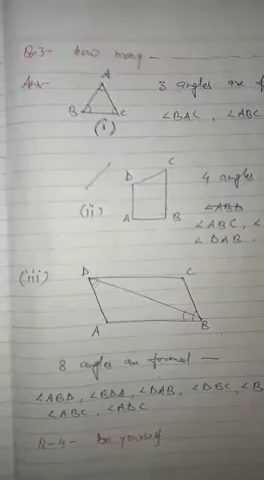 Q-3- How many
Ans- A 3 angles are f
B C ∠BAC, ∠ABC
(i)
C
D 4 angles
(ii) A B ∠ABD
∠ABC, ∠
∠DAB.
(iii) D C
A B
8 angles are formed —
∠ABD, ∠BDA, ∠DAB, ∠DBC, ∠B
∠ABC, ∠ADC
Q-4- Do yourself